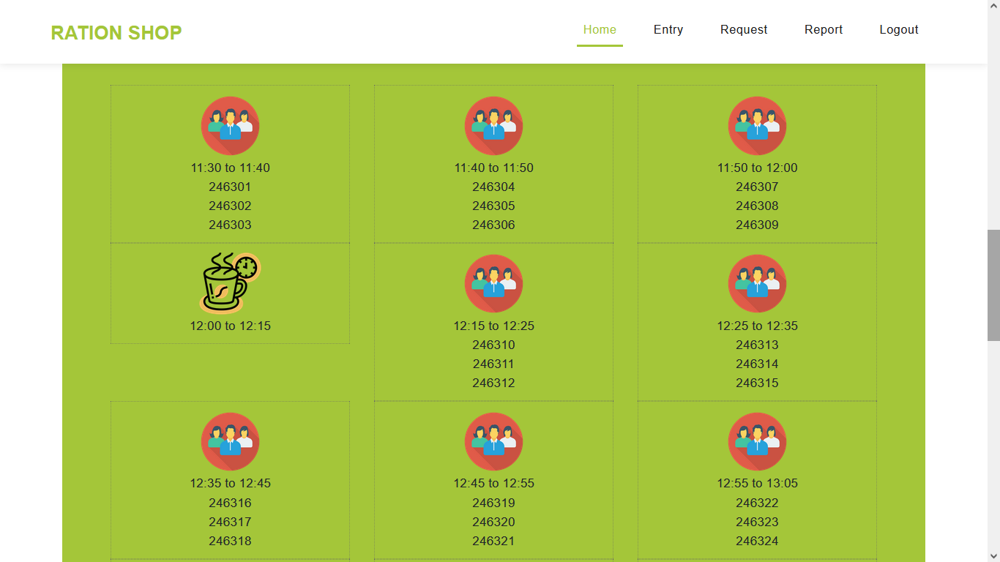 RATION SHOP
Home Entry Request Report Logout
11:30 to 11:40
246301
246302
246303
11:40 to 11:50
246304
246305
246306
11:50 to 12:00
246307
246308
246309
12:00 to 12:15
12:15 to 12:25
246310
246311
246312
12:25 to 12:35
246313
246314
246315
12:35 to 12:45
246316
246317
246318
12:45 to 12:55
246319
246320
246321
12:55 to 13:05
246322
246323
246324